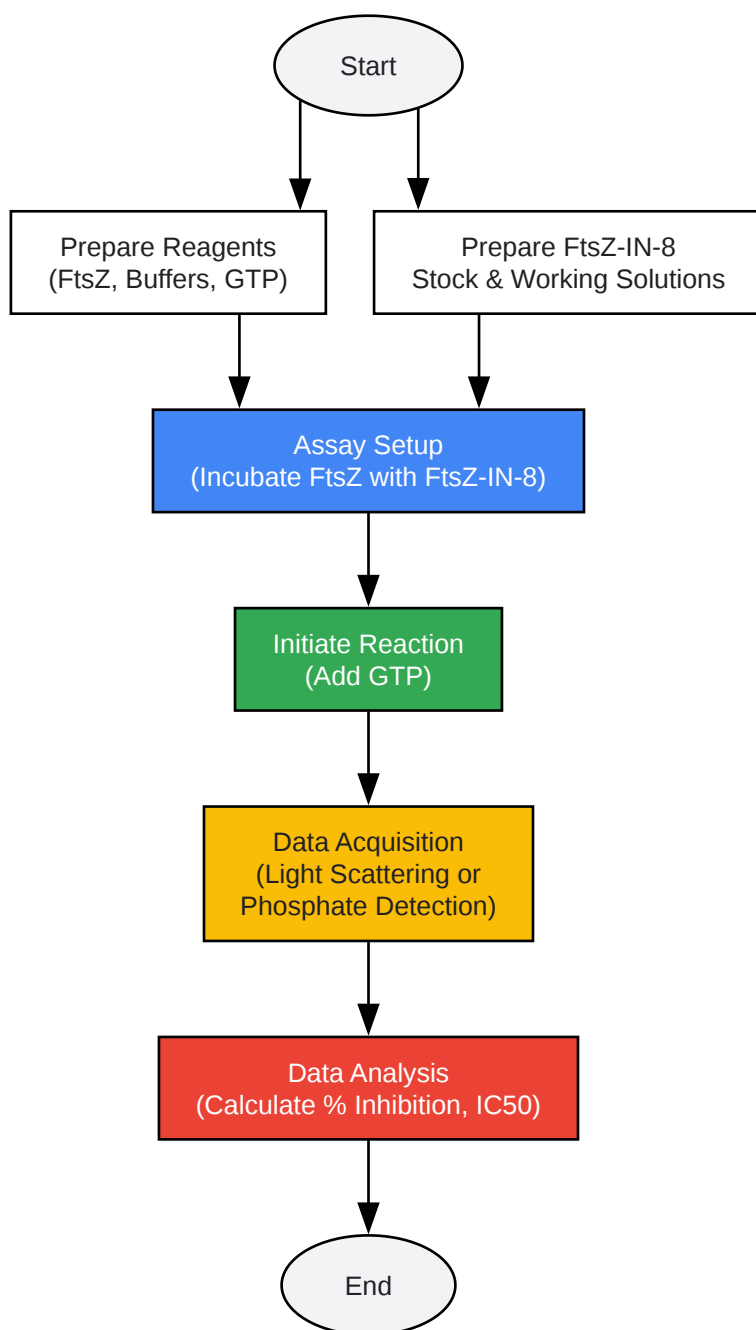 Start
Prepare Reagents
(FtsZ, Buffers, GTP)
Prepare FtsZ-IN-8
Stock & Working Solutions
Assay Setup
(Incubate FtsZ with FtsZ-IN-8)
Initiate Reaction
(Add GTP)
Data Acquisition
(Light Scattering or
Phosphate Detection)
Data Analysis
(Calculate % Inhibition, IC50)
End